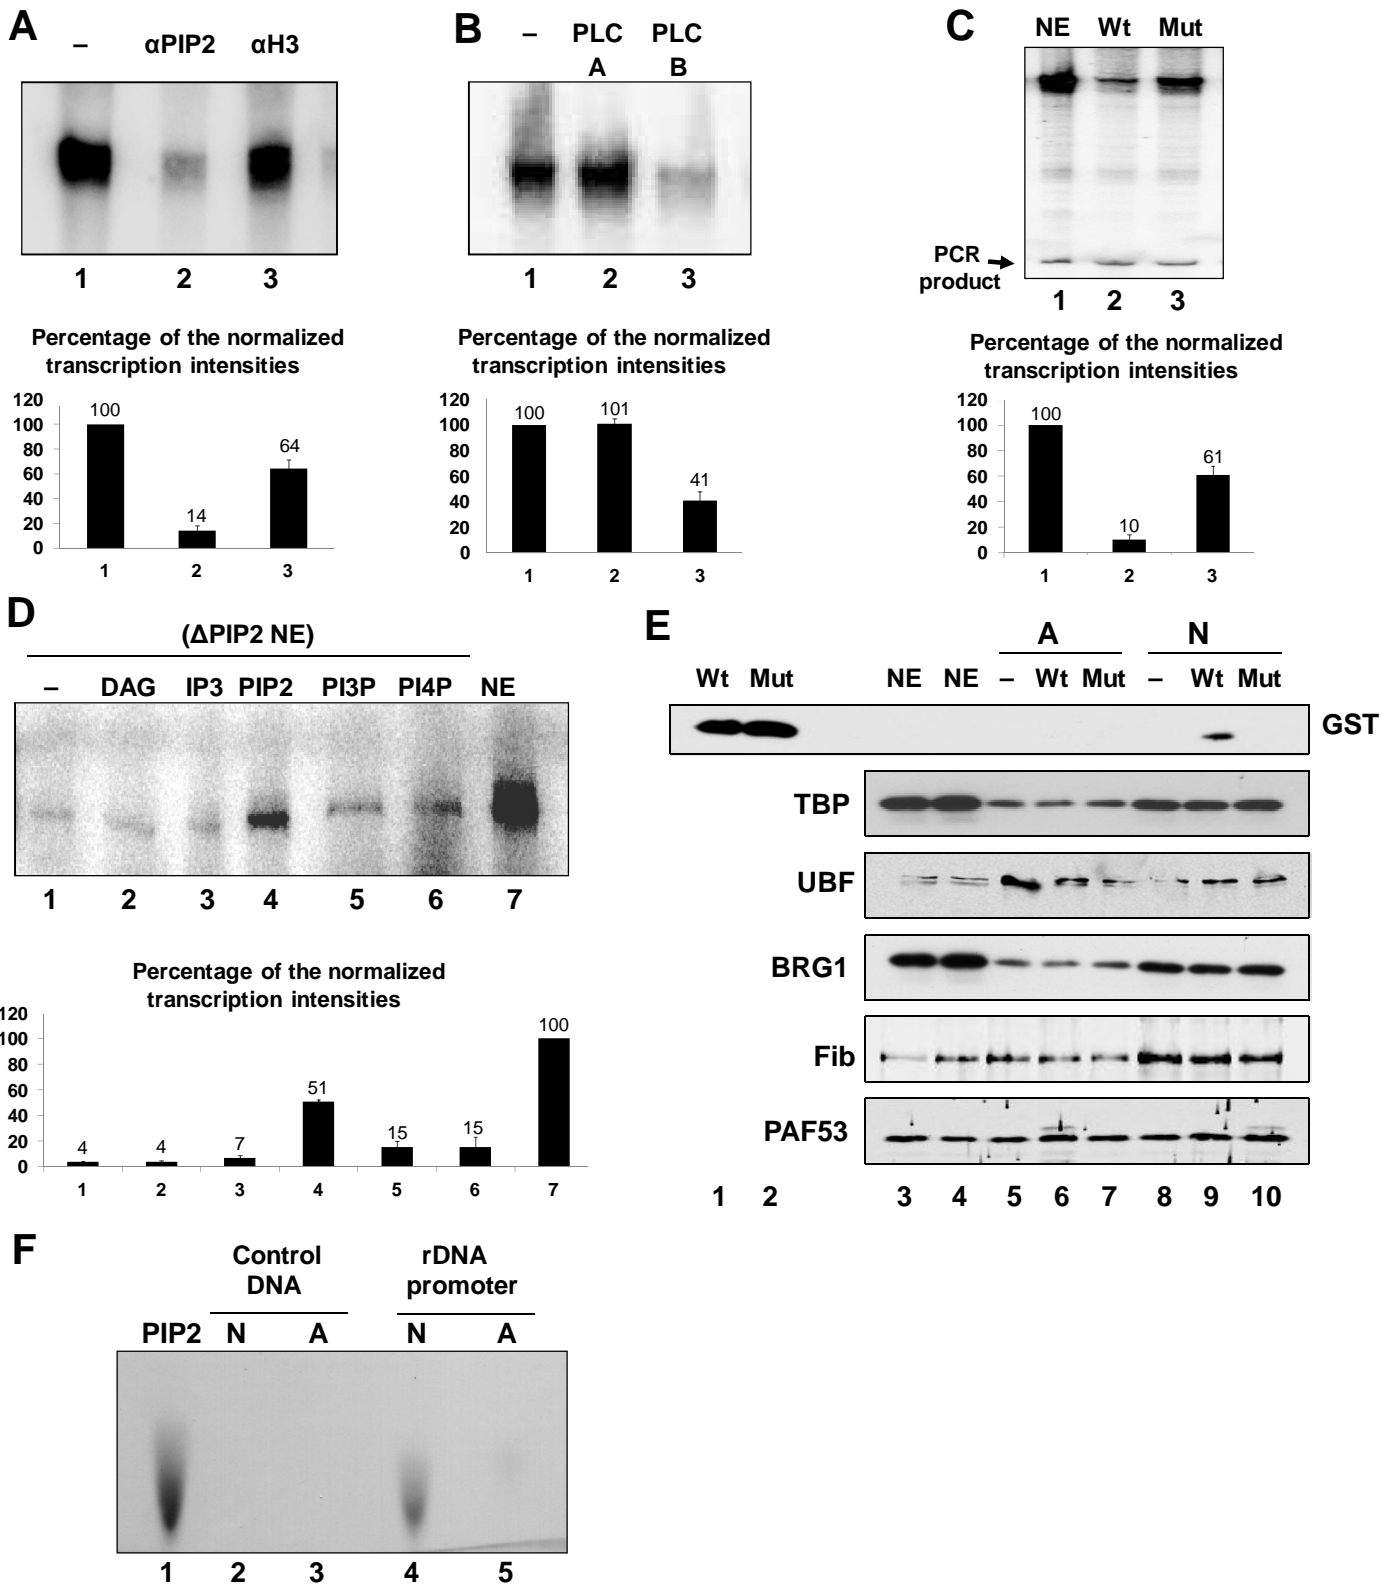 A
– αPIP2 αH3
1 2 3
Percentage of the normalized
transcription intensities
120
100
80
60
40
20
0
100
14
64
1 2 3
B
– PLC PLC
A B
1 2 3
Percentage of the normalized
transcription intensities
120
100
80
60
40
20
0
100
101
41
1 2 3
C
NE Wt Mut
PCR
product
1 2 3
Percentage of the normalized
transcription intensities
120
100
80
60
40
20
0
100
10
61
1 2 3
D
(ΔPIP2 NE)
– DAG IP3 PIP2 PI3P PI4P NE
1 2 3 4 5 6 7
Percentage of the normalized
transcription intensities
120
100
80
60
40
20
0
4
4
7
51
15
15
100
1 2 3 4 5 6 7
E
A N
Wt Mut NE NE – Wt Mut – Wt Mut
GST
TBP
UBF
BRG1
Fib
PAF53
1 2 3 4 5 6 7 8 9 10
F
Control rDNA
DNA promoter
PIP2 N A N A
1 2 3 4 5